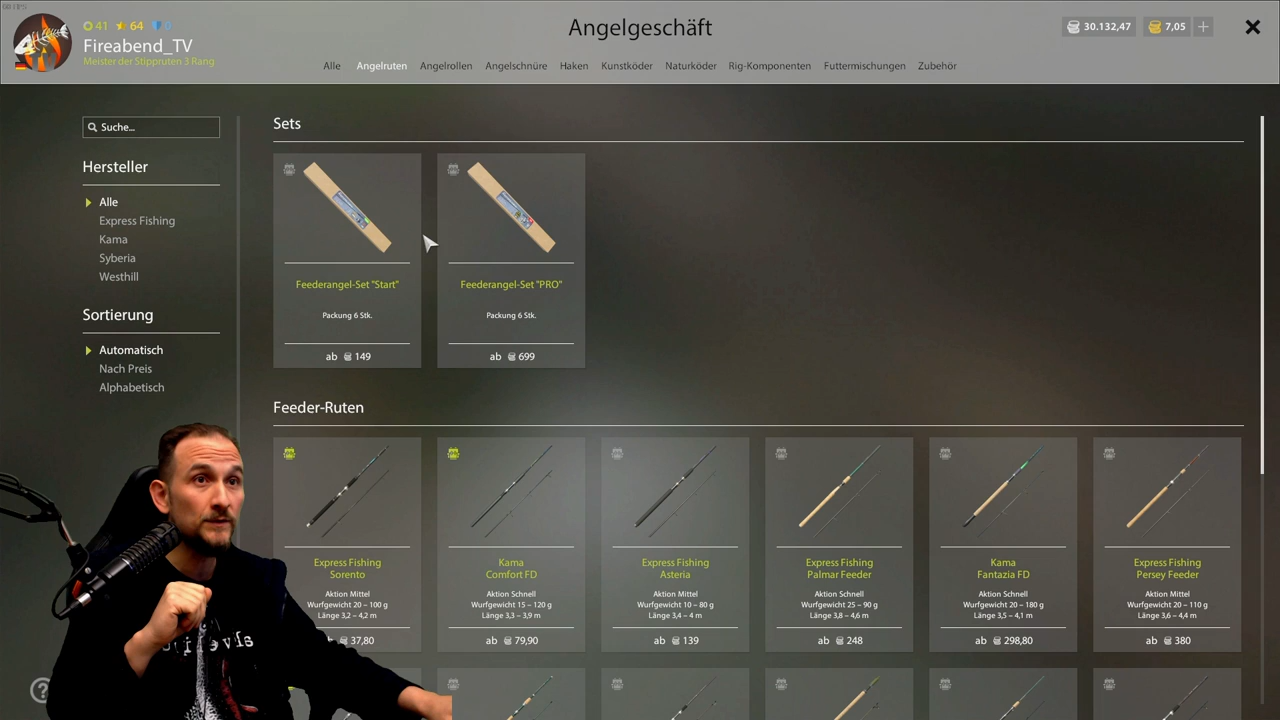 41 64 0
Fireabend_TV
Meister der Stippruten 3 Rang
Angelgeschäft
30.132,47 7,05 +
Alle Angelruten Angelrollen Angelschnüre Haken Kunstköder Naturköder Rig-Komponenten Futtermischungen Zubehör
Suche...
Hersteller
Alle
Express Fishing
Kama
Syberia
Westhill
Sortierung
Automatisch
Nach Preis
Alphabetisch
Sets
Feederangel-Set "Start"
Packung 6 Stk.
ab 149
Feederangel-Set "PRO"
Packung 6 Stk.
ab 699
Feeder-Ruten
Express Fishing
Sorento
Aktion Mittel
Wurfgewicht 20 – 100 g
Länge 3,2 – 4,2 m
37,80
Kama
Comfort FD
Aktion Schnell
Wurfgewicht 15 – 120 g
Länge 3,3 – 3,9 m
ab 79,90
Express Fishing
Asteria
Aktion Mittel
Wurfgewicht 10 – 80 g
Länge 3,4 – 4 m
ab 139
Express Fishing
Palmar Feeder
Aktion Schnell
Wurfgewicht 25 – 90 g
Länge 3,8 – 4,6 m
ab 248
Kama
Fantazia FD
Aktion Schnell
Wurfgewicht 20 – 180 g
Länge 3,5 – 4,1 m
ab 298,80
Express Fishing
Persey Feeder
Aktion Mittel
Wurfgewicht 20 – 110 g
Länge 3,6 – 4,4 m
ab 380
?